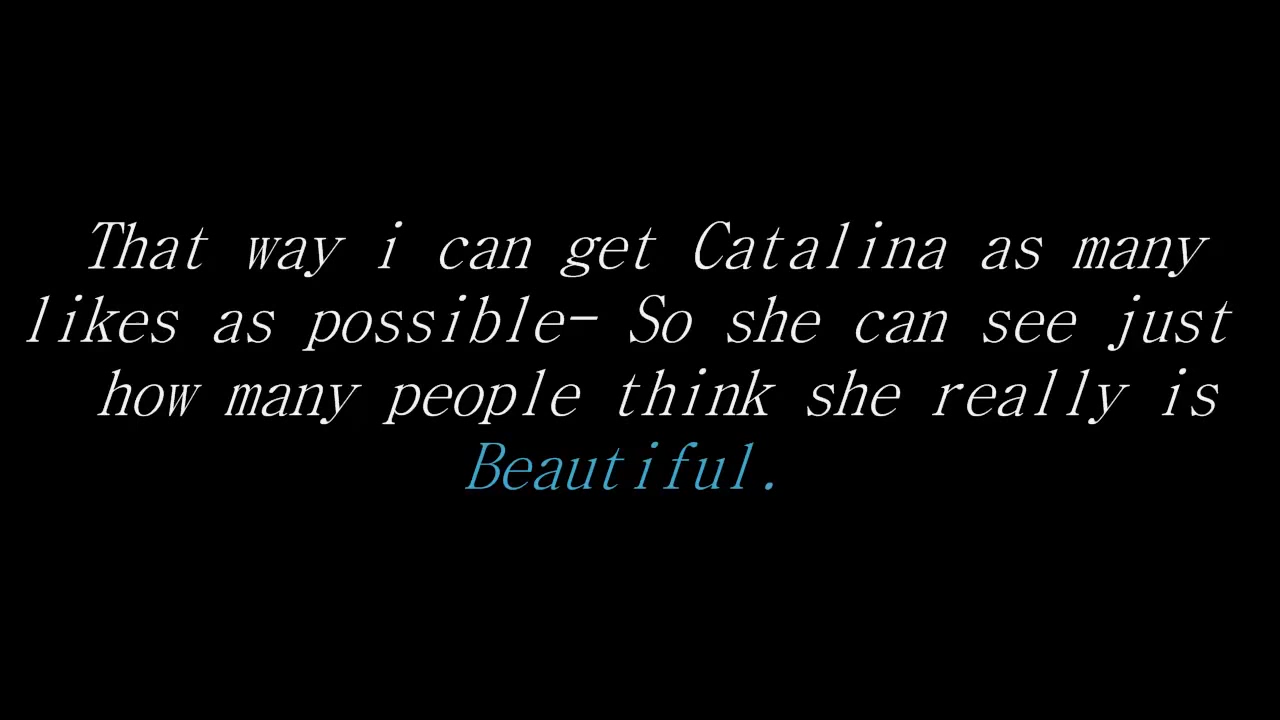 That way i can get Catalina as many
likes as possible- So she can see just
how many people think she really is
Beautiful.